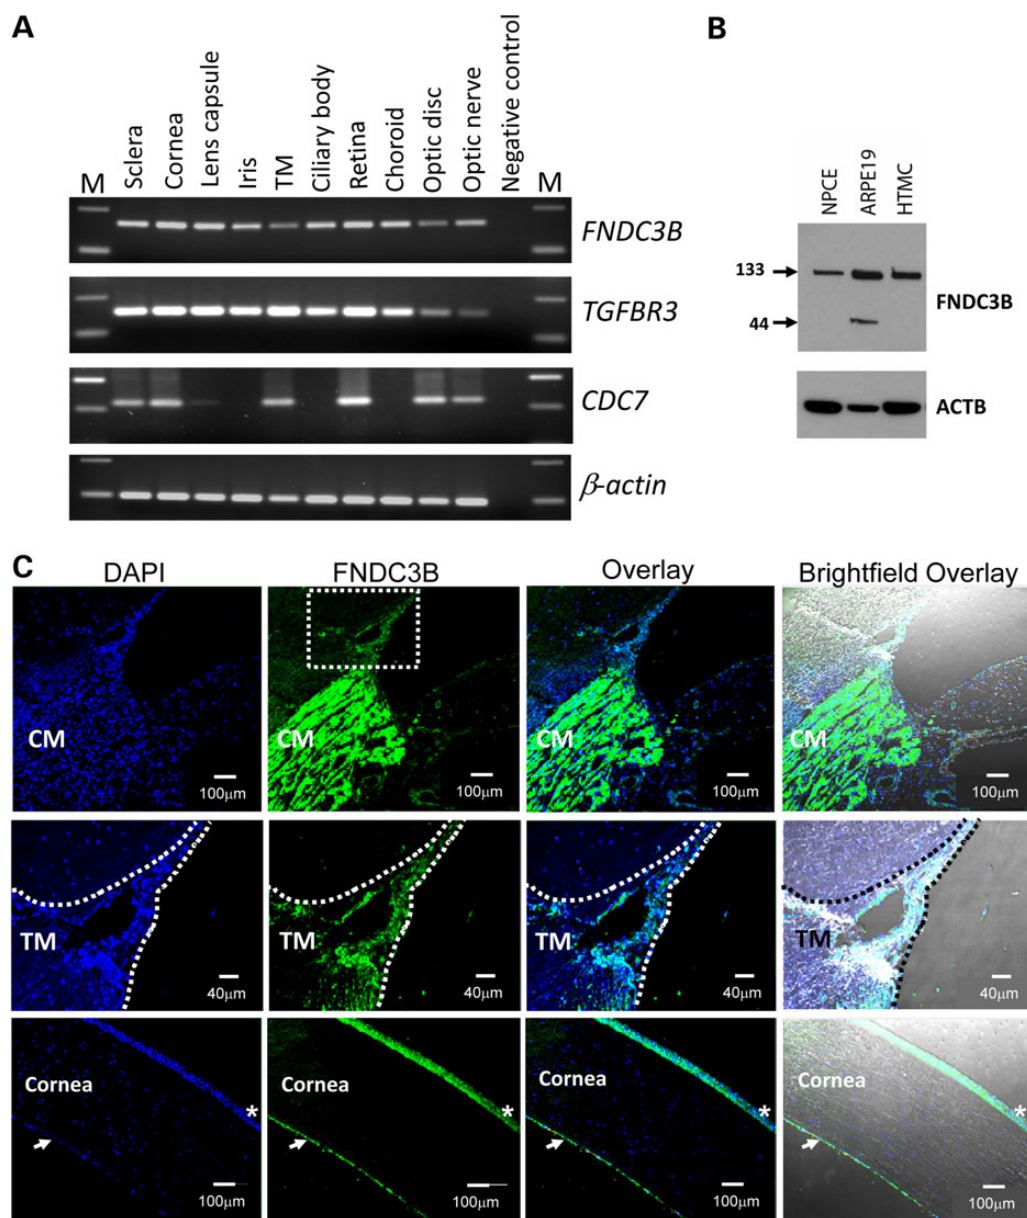 A
M
Sclera
Cornea
Lens capsule
Iris
TM
Ciliary body
Retina
Choroid
Optic disc
Optic nerve
Negative control
M
FNDC3B
TGFBR3
CDC7
β-actin
B
NPCE
ARPE19
HTMC
133
44
FNDC3B
ACTB
C
DAPI FNDC3B Overlay Brightfield Overlay
CM CM CM CM
100μm 100μm 100μm 100μm
TM TM TM TM
40μm 40μm 40μm 40μm
Cornea Cornea Cornea Cornea
* * * *
100μm 100μm 100μm 100μm